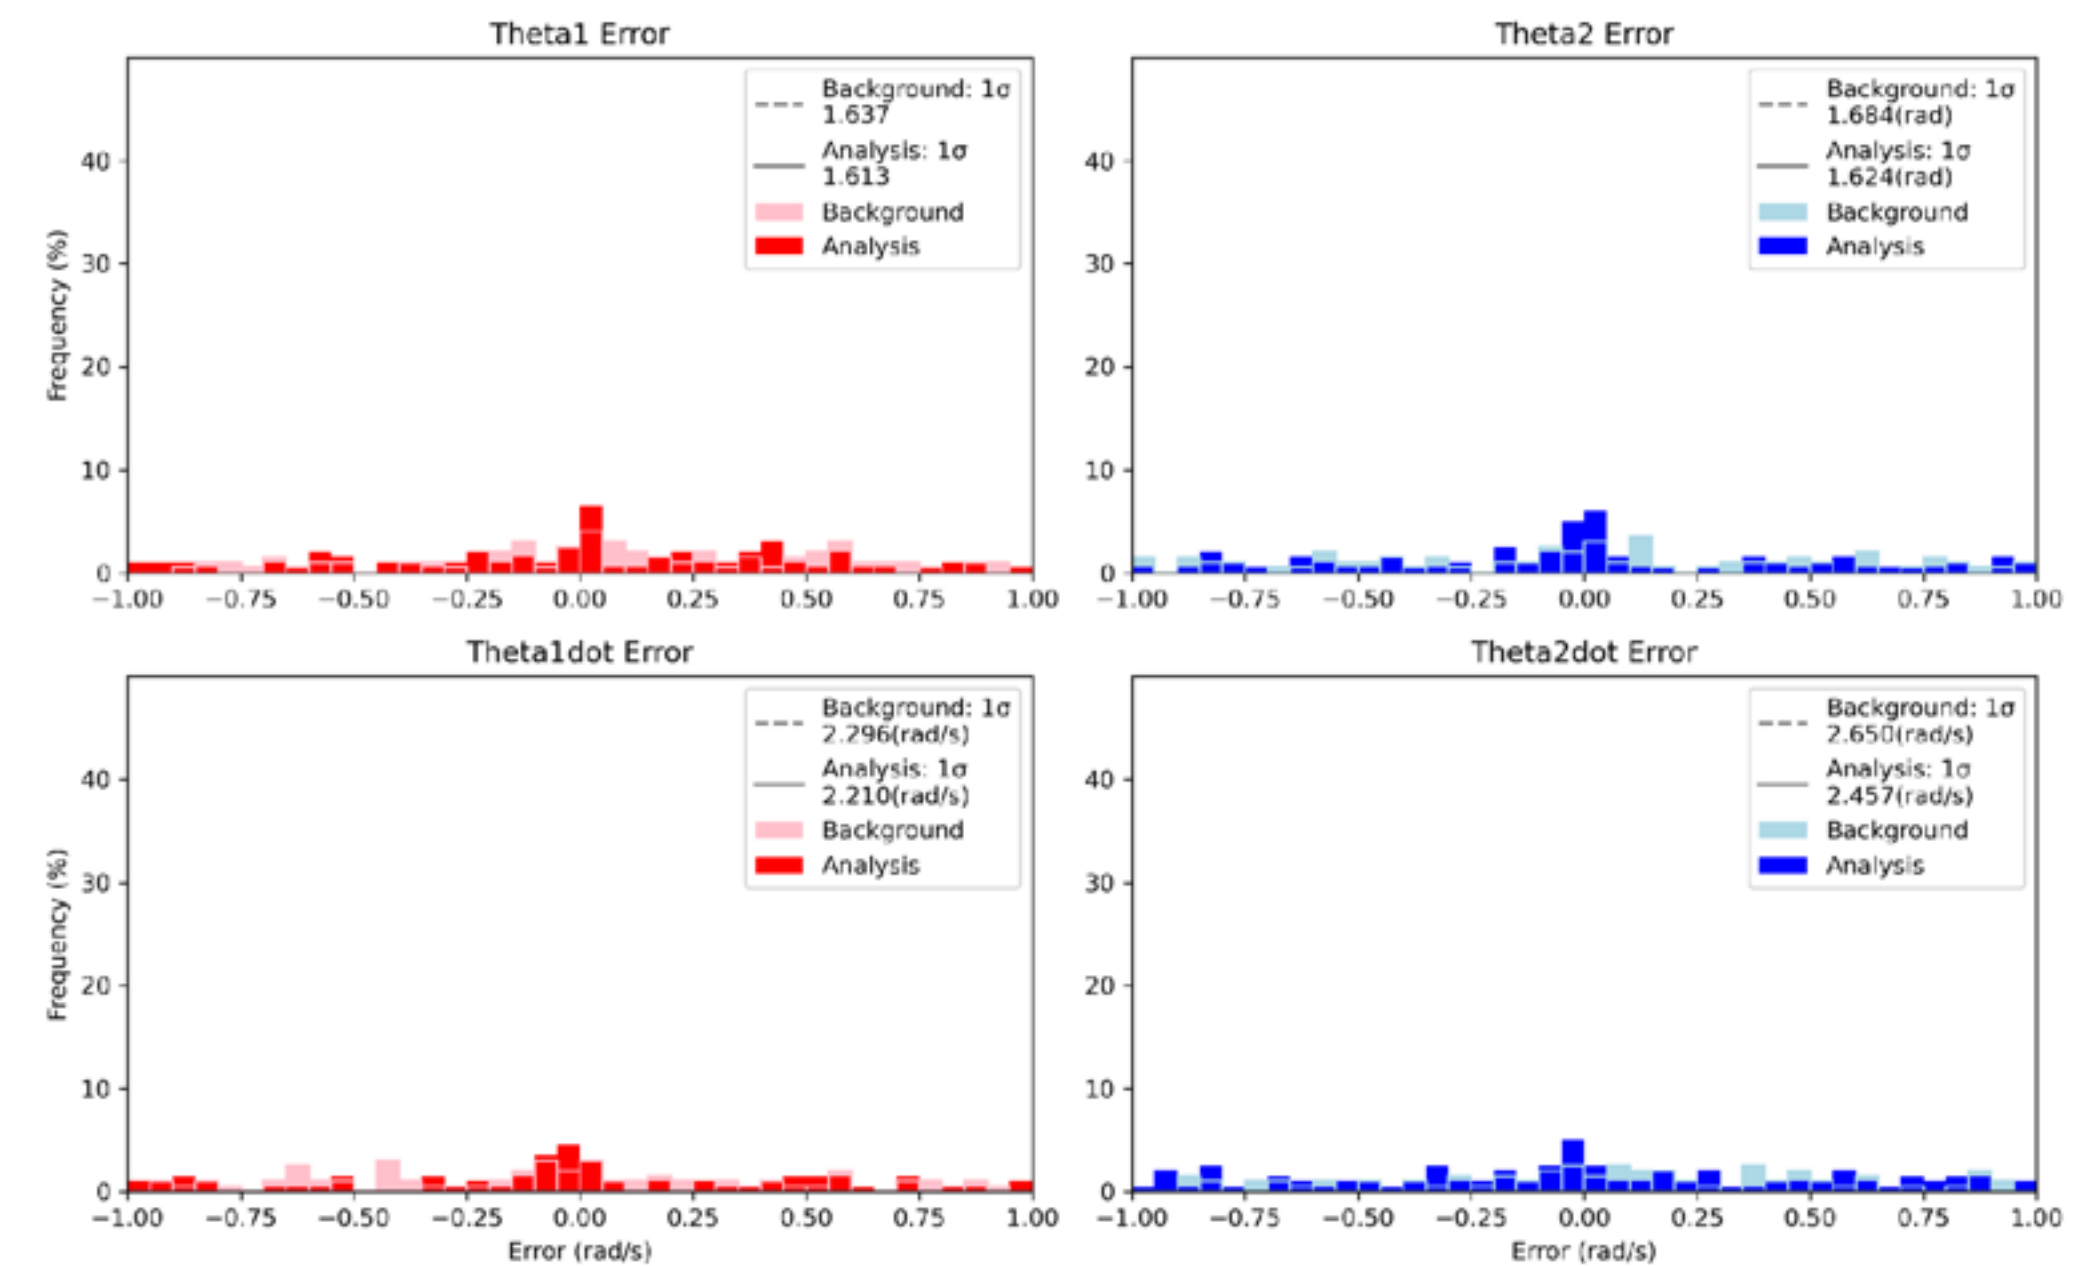 Theta1 Error
Frequency (%)
40
30
20
10
0
−1.00 −0.75 −0.50 −0.25 0.00 0.25 0.50 0.75 1.00
Background: 1σ
1.637
Analysis: 1σ
1.613
Background
Analysis
Theta2 Error
40
30
20
10
0
−1.00 −0.75 −0.50 −0.25 0.00 0.25 0.50 0.75 1.00
Background: 1σ
1.684(rad)
Analysis: 1σ
1.624(rad)
Background
Analysis
Theta1dot Error
Frequency (%)
40
30
20
10
0
−1.00 −0.75 −0.50 −0.25 0.00 0.25 0.50 0.75 1.00
Error (rad/s)
Background: 1σ
2.296(rad/s)
Analysis: 1σ
2.210(rad/s)
Background
Analysis
Theta2dot Error
40
30
20
10
0
−1.00 −0.75 −0.50 −0.25 0.00 0.25 0.50 0.75 1.00
Error (rad/s)
Background: 1σ
2.650(rad/s)
Analysis: 1σ
2.457(rad/s)
Background
Analysis